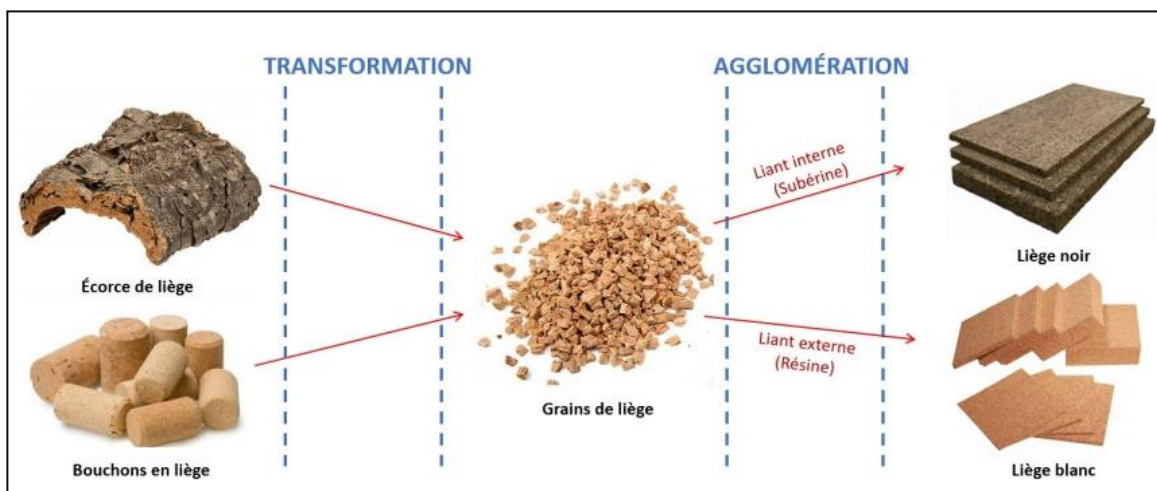 TRANSFORMATION
AGGLOMÉRATION
Écorce de liège
Bouchons en liège
Grains de liège
Liant interne
(Subérine)
Liant externe
(Résine)
Liège noir
Liège blanc